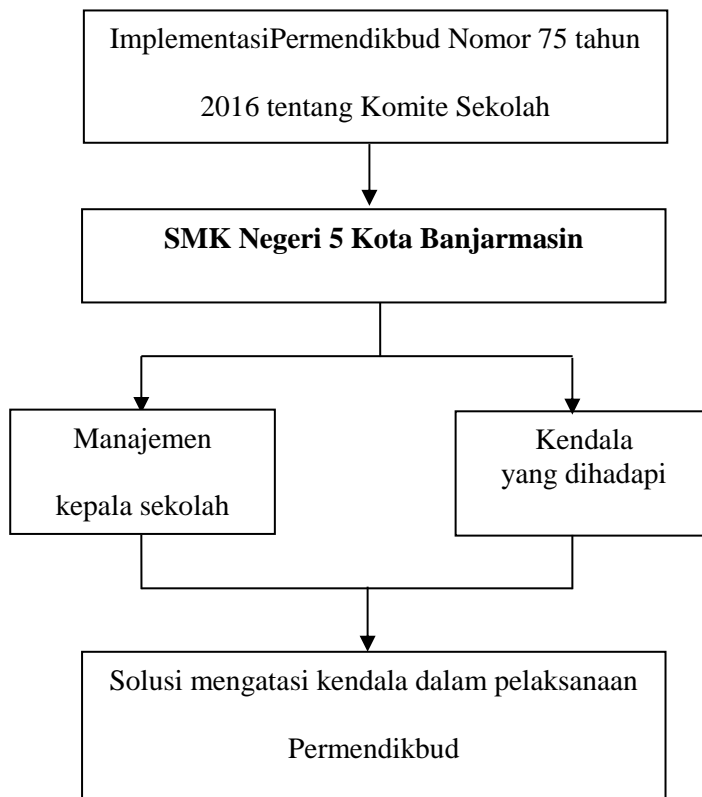 ImplementasiPermendikbud Nomor 75 tahun
2016 tentang Komite Sekolah
SMK Negeri 5 Kota Banjarmasin
Manajemen
kepala sekolah
Kendala
yang dihadapi
Solusi mengatasi kendala dalam pelaksanaan
Permendikbud